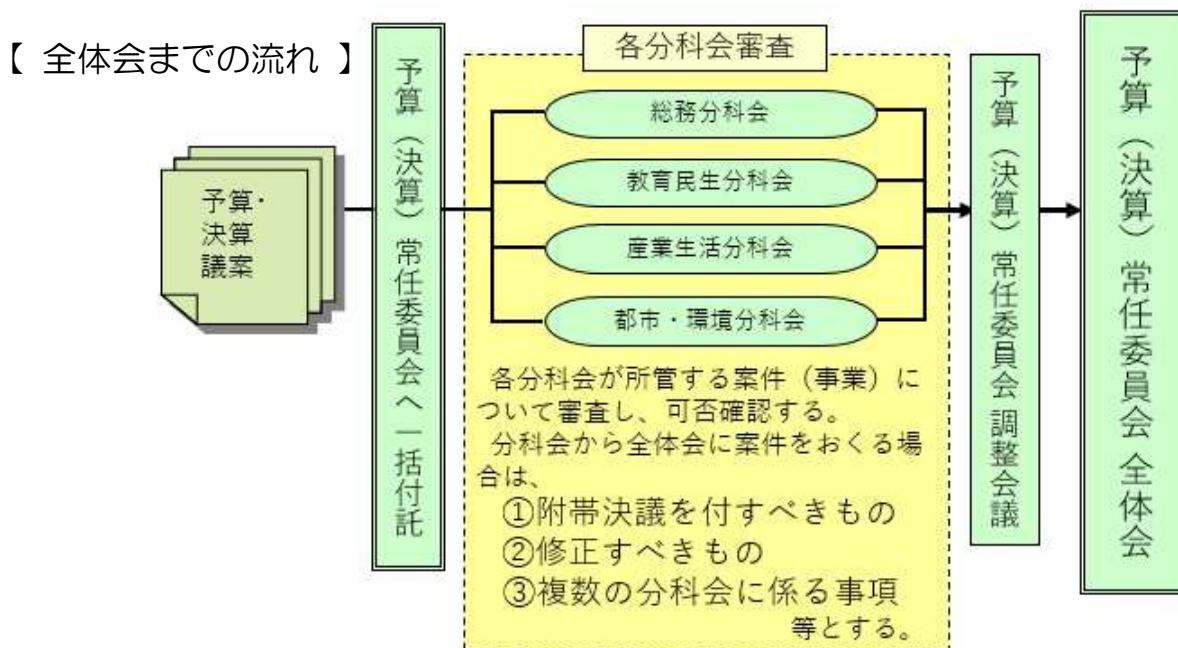 【 全体会までの流れ 】
予算・
決算
議案
予算（決算）常任委員会へ一括付託
各分科会審査
総務分科会
教育民生分科会
産業生活分科会
都市・環境分科会
各分科会が所管する案件（事業）に
ついて審査し、可否確認する。
分科会から全体会に案件をおくる場
合は、
①附帯決議を付すべきもの
②修正すべきもの
③複数の分科会に係る事項
等とする。
予算（決算）常任委員会 調整会議
予算（決算）常任委員会 全体会